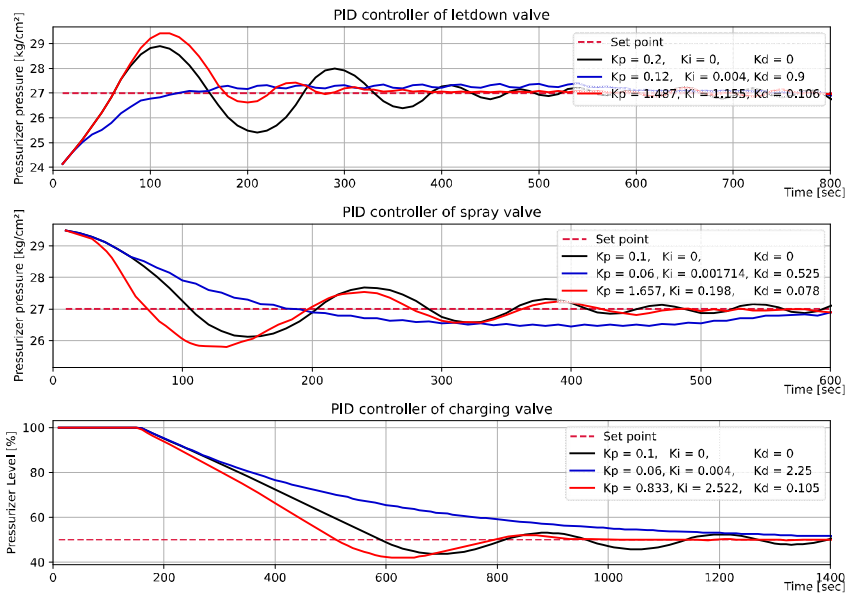 PID controller of letdown valve
Pressurizer pressure [kg/cm²]
29
28
27
26
25
24
Set point
Kp = 0.2, Ki = 0, Kd = 0
Kp = 0.12, Ki = 0.004, Kd = 0.9
Kp = 1.487, Ki = 1.155, Kd = 0.106
0 100 200 300 400 500 600 700 800
Time [sec]
PID controller of spray valve
Pressurizer pressure [kg/cm²]
29
28
27
26
Set point
Kp = 0.1, Ki = 0, Kd = 0
Kp = 0.06, Ki = 0.001714, Kd = 0.525
Kp = 1.657, Ki = 0.198, Kd = 0.078
0 100 200 300 400 500 600
Time [sec]
PID controller of charging valve
Pressurizer Level [%]
100
80
60
40
Set point
Kp = 0.1, Ki = 0, Kd = 0
Kp = 0.06, Ki = 0.004, Kd = 2.25
Kp = 0.833, Ki = 2.522, Kd = 0.105
0 200 400 600 800 1000 1200 1400
Time [sec]